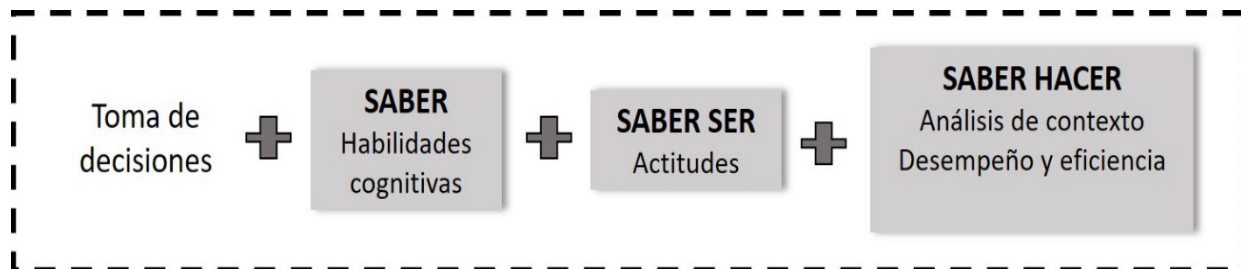 Toma de
decisiones
SABER
Habilidades
cognitivas
SABER SER
Actitudes
SABER HACER
Análisis de contexto
Desempeño y eficiencia